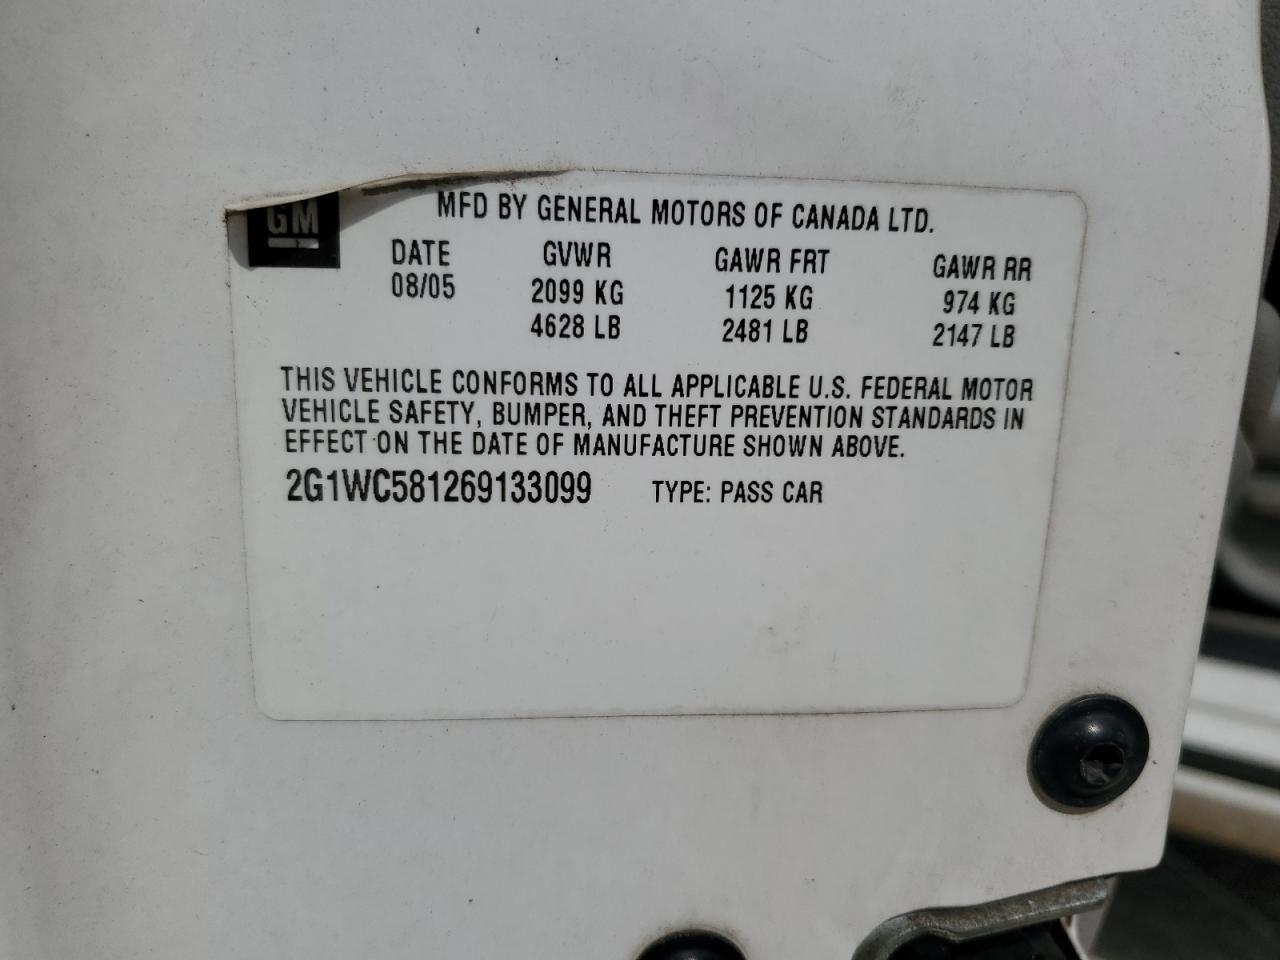 GM
MFD BY GENERAL MOTORS OF CANADA LTD.
DATE GVWR GAWR FRT GAWR RR
08/05 2099 KG 1125 KG 974 KG
4628 LB 2481 LB 2147 LB
THIS VEHICLE CONFORMS TO ALL APPLICABLE U.S. FEDERAL MOTOR
VEHICLE SAFETY, BUMPER, AND THEFT PREVENTION STANDARDS IN
EFFECT ON THE DATE OF MANUFACTURE SHOWN ABOVE.
2G1WC581269133099 TYPE: PASS CAR